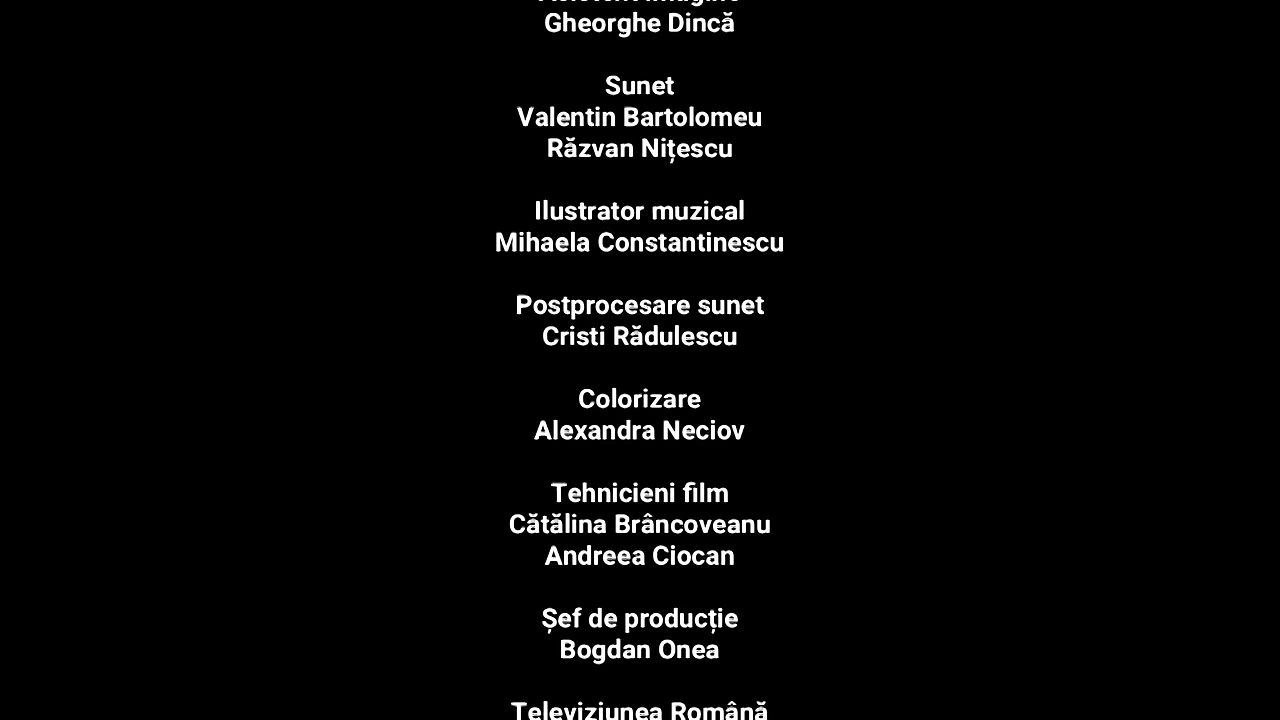 Gheorghe Dincă
Sunet
Valentin Bartolomeu
Răzvan Nițescu
Ilustrator muzical
Mihaela Constantinescu
Postprocesare sunet
Cristi Rădulescu
Colorizare
Alexandra Neciov
Tehnicieni film
Cătălina Brâncoveanu
Andreea Ciocan
Șef de producție
Bogdan Onea
Televiziunea Română